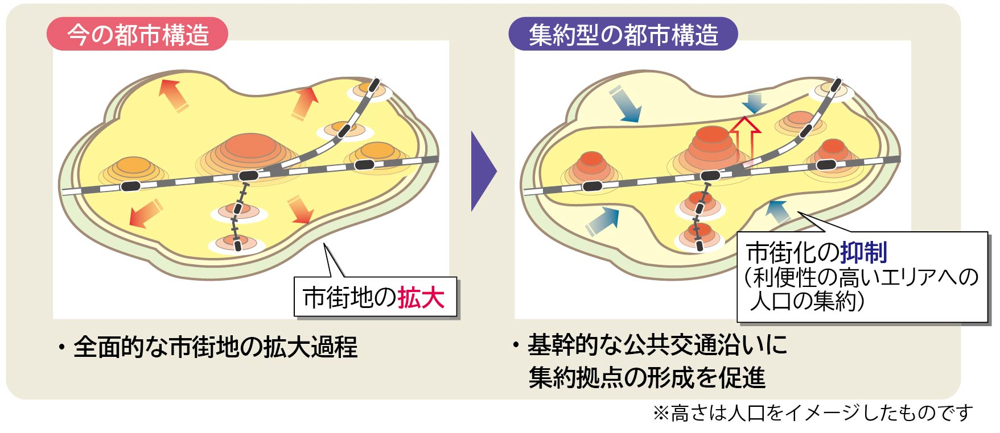 今の都市構造
市街地の拡大
・全面的な市街地の拡大過程
集約型の都市構造
市街化の抑制
（利便性の高いエリアへの
人口の集約）
・基幹的な公共交通沿いに
集約拠点の形成を促進
※高さは人口をイメージしたものです